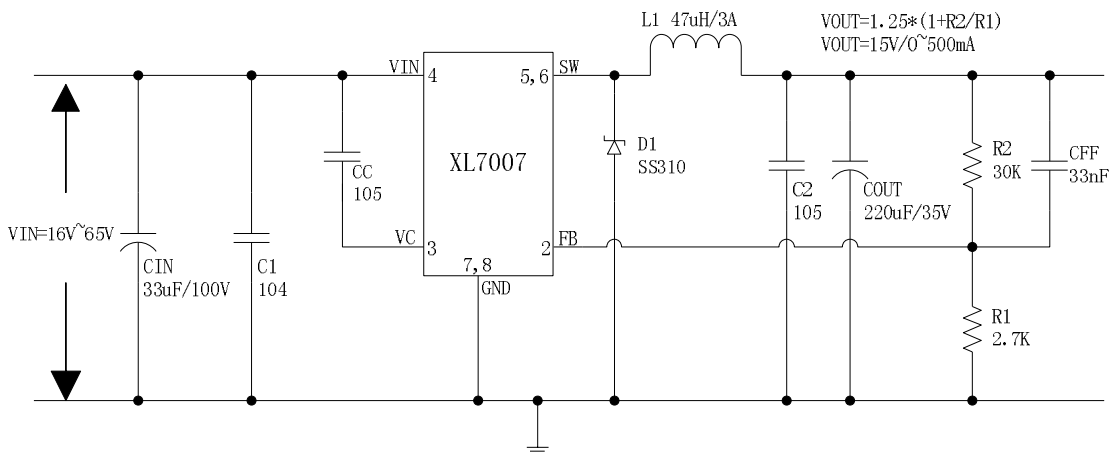 L1 47uH/3A
VOUT=1.25*(1+R2/R1)
VOUT=15V/0~500mA
VIN
4
5,6
SW
XL7007
D1
SS310
CC
105
R2
30K
CFF
33nF
C2
105
COUT
220uF/35V
VIN=16V~65V
VC
3
2
FB
7,8
GND
CIN
33uF/100V
C1
104
R1
2.7K